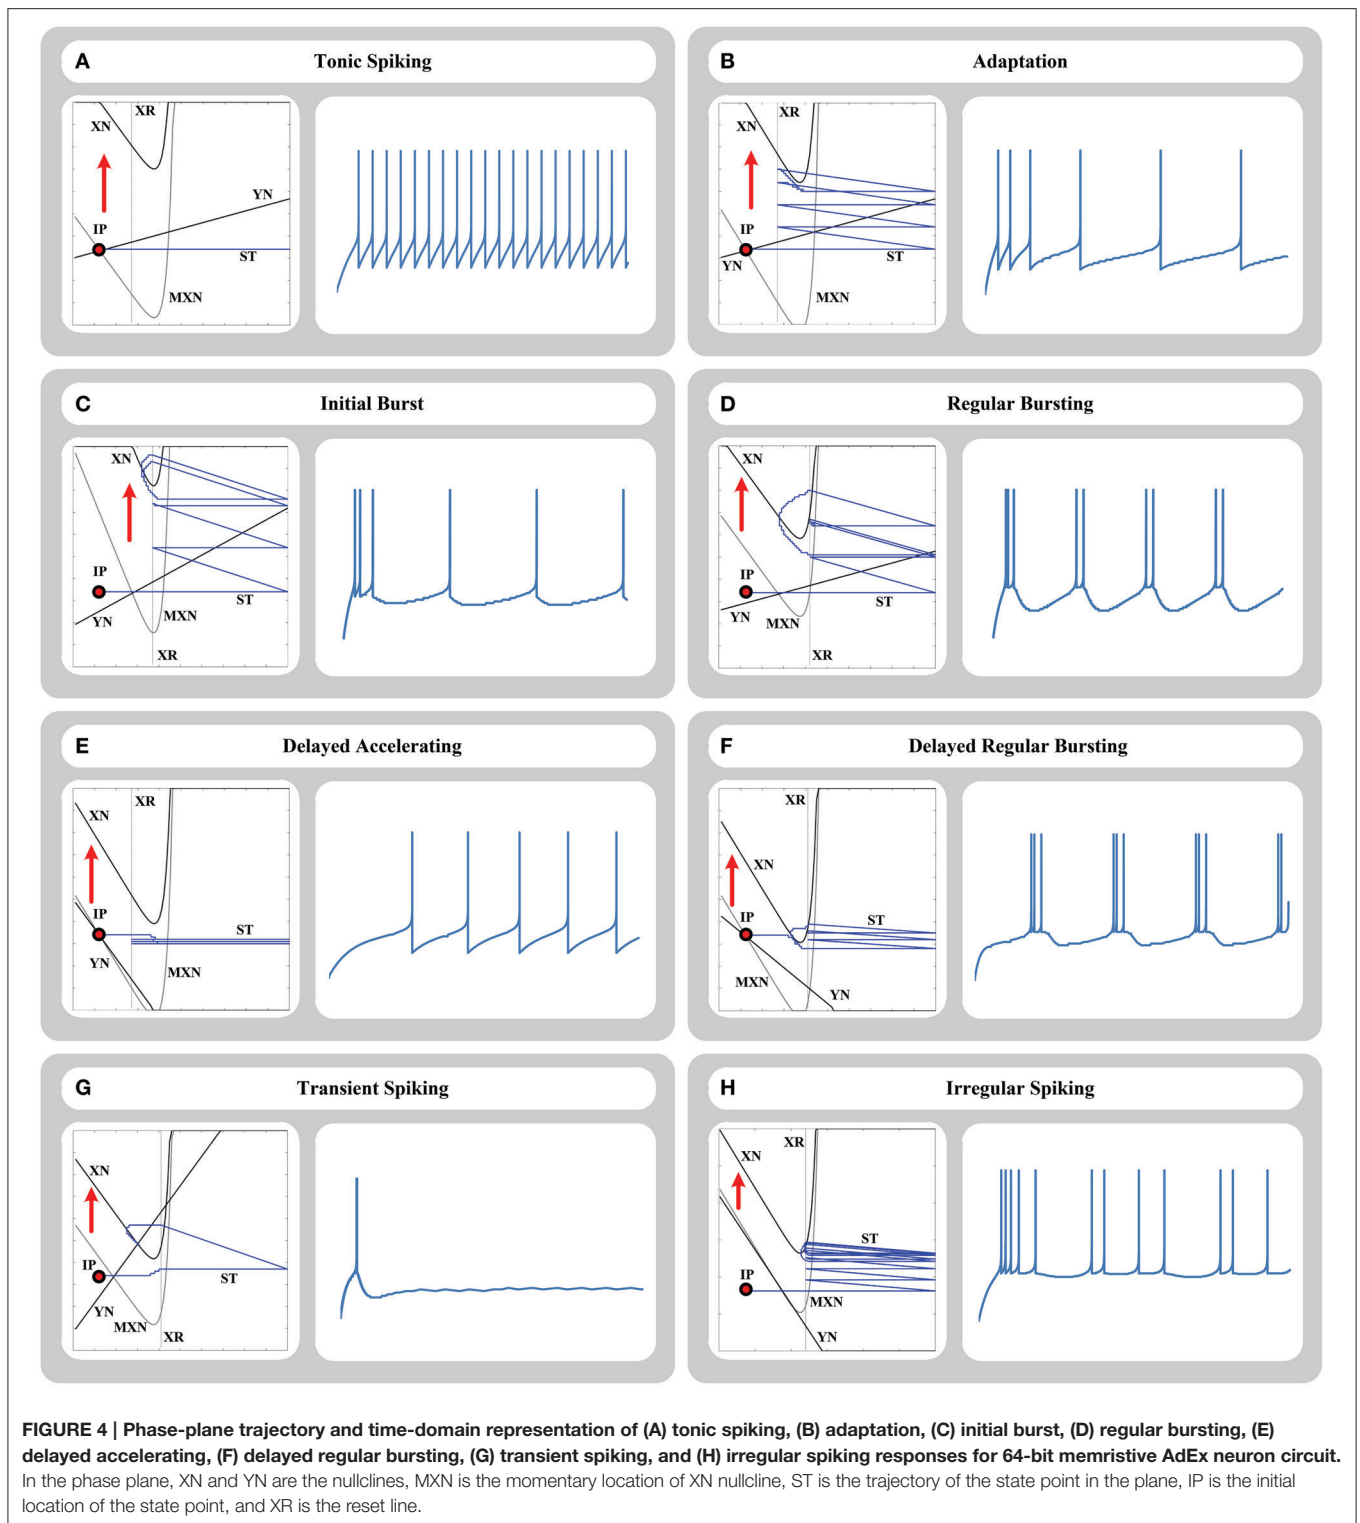 A
Tonic Spiking
XN
XR
YN
IP
ST
MXN
B
Adaptation
XN
XR
IP
YN
ST
MXN
C
Initial Burst
XN
IP
ST
YN
MXN
XR
D
Regular Bursting
XN
IP
ST
YN
MXN
XR
E
Delayed Accelerating
XR
XN
IP
ST
YN
MXN
F
Delayed Regular Bursting
XR
XN
IP
ST
MXN
YN
G
Transient Spiking
XN
IP
ST
YN
MXN
XR
H
Irregular Spiking
XR
XN
ST
IP
MXN
YN
FIGURE 4 | Phase-plane trajectory and time-domain representation of (A) tonic spiking, (B) adaptation, (C) initial burst, (D) regular bursting, (E)
delayed accelerating, (F) delayed regular bursting, (G) transient spiking, and (H) irregular spiking responses for 64-bit memristive AdEx neuron circuit.
In the phase plane, XN and YN are the nullclines, MXN is the momentary location of XN nullcline, ST is the trajectory of the state point in the plane, IP is the initial
location of the state point, and XR is the reset line.